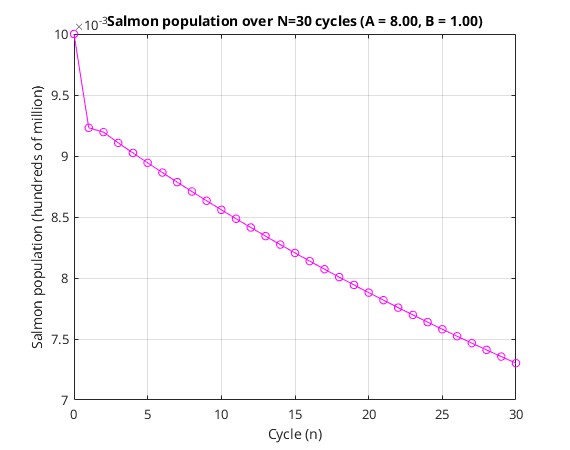 ×10⁻³
Salmon population over N=30 cycles (A = 8.00, B = 1.00)
10
9.5
9
8.5
8
7.5
7
Salmon population (hundreds of million)
0 5 10 15 20 25 30
Cycle (n)